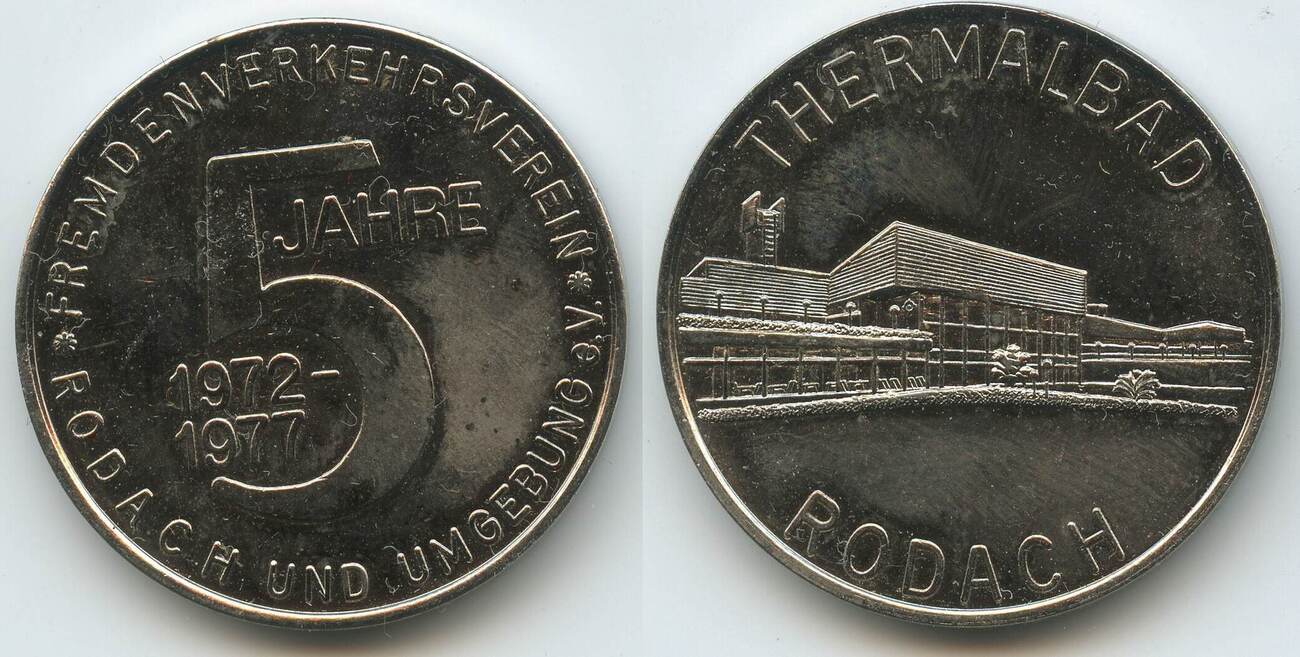 * FREMDENVERKEHRSVEREIN *
RODACH UND UMGEBUNG e.V.
5
JAHRE
1972-
1977
THERMALBAD
RODACH